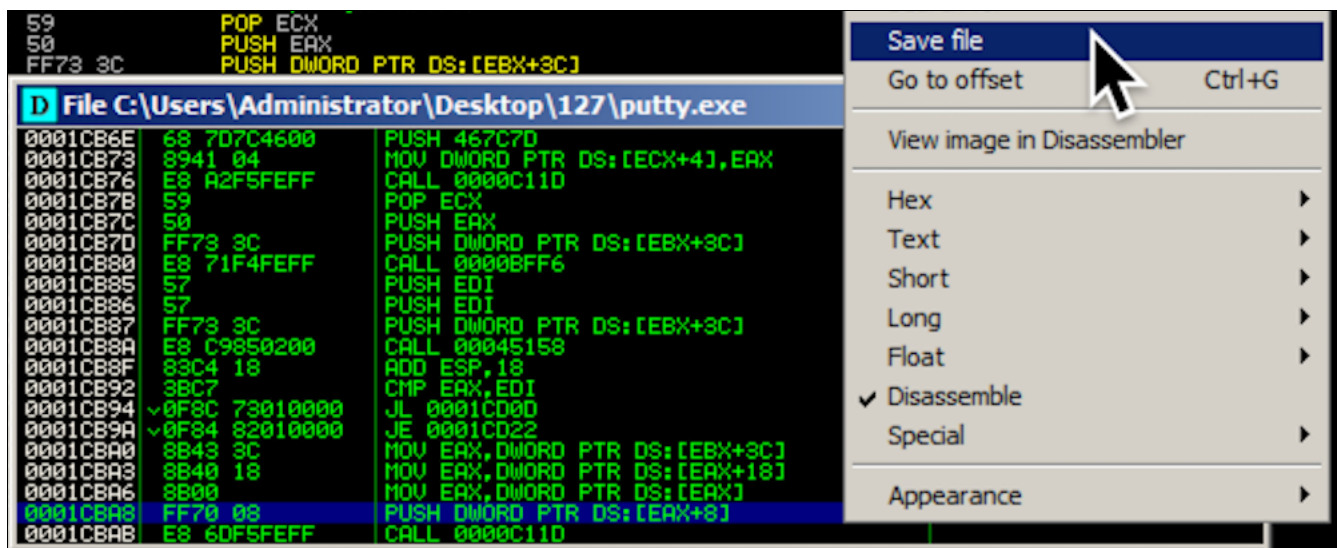 59 POP ECX
50 PUSH EAX
FF73 3C PUSH DWORD PTR DS:[EBX+3C]
D File C:\Users\Administrator\Desktop\127\putty.exe
0001CB6E 68 7D7C4600 PUSH 467C7D
0001CB73 8941 04 MOV DWORD PTR DS:[ECX+4],EAX
0001CB76 E8 A2F5FEFF CALL 0000C11D
0001CB7B 59 POP ECX
0001CB7C 50 PUSH EAX
0001CB7D FF73 3C PUSH DWORD PTR DS:[EBX+3C]
0001CB80 E8 71F4FEFF CALL 0000BFF6
0001CB85 57 PUSH EDI
0001CB86 57 PUSH EDI
0001CB87 FF73 3C PUSH DWORD PTR DS:[EBX+3C]
0001CB8A E8 C9850200 CALL 00045158
0001CB8F 83C4 18 ADD ESP,18
0001CB92 3BC7 CMP EAX,EDI
0001CB94 0F8C 73010000 JL 0001CD0D
0001CB9A 0F84 82010000 JE 0001CD22
0001CBA0 8B43 3C MOV EAX,DWORD PTR DS:[EBX+3C]
0001CBA3 8B40 18 MOV EAX,DWORD PTR DS:[EAX+18]
0001CBA6 8B00 MOV EAX,DWORD PTR DS:[EAX]
0001CBA8 FF70 08 PUSH DWORD PTR DS:[EAX+8]
0001CBAB E8 6DF5FEFF CALL 0000C11D
Save file
Go to offset Ctrl+G
View image in Disassembler
Hex
Text
Short
Long
Float
Disassemble
Special
Appearance